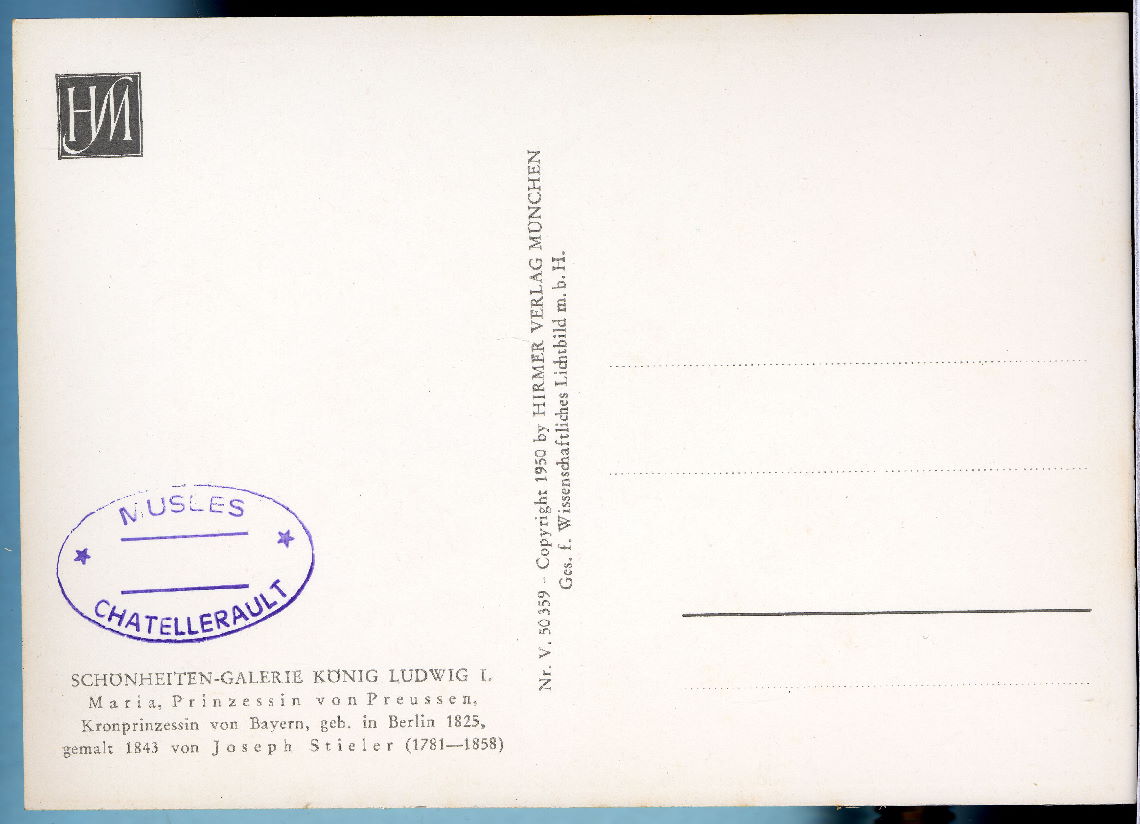 HM
MUSEES
CHATELLERAULT
SCHÖNHEITEN-GALERIE KÖNIG LUDWIG I.
Maria, Prinzessin von Preussen,
Kronprinzessin von Bayern, geb. in Berlin 1825,
gemalt 1843 von Joseph Stieler (1781—1858)
Nr. V. 50359 – Copyright 1950 by HIRMER VERLAG MÜNCHEN
Ges. f. Wissenschaftliches Lichtbild m. b. H.